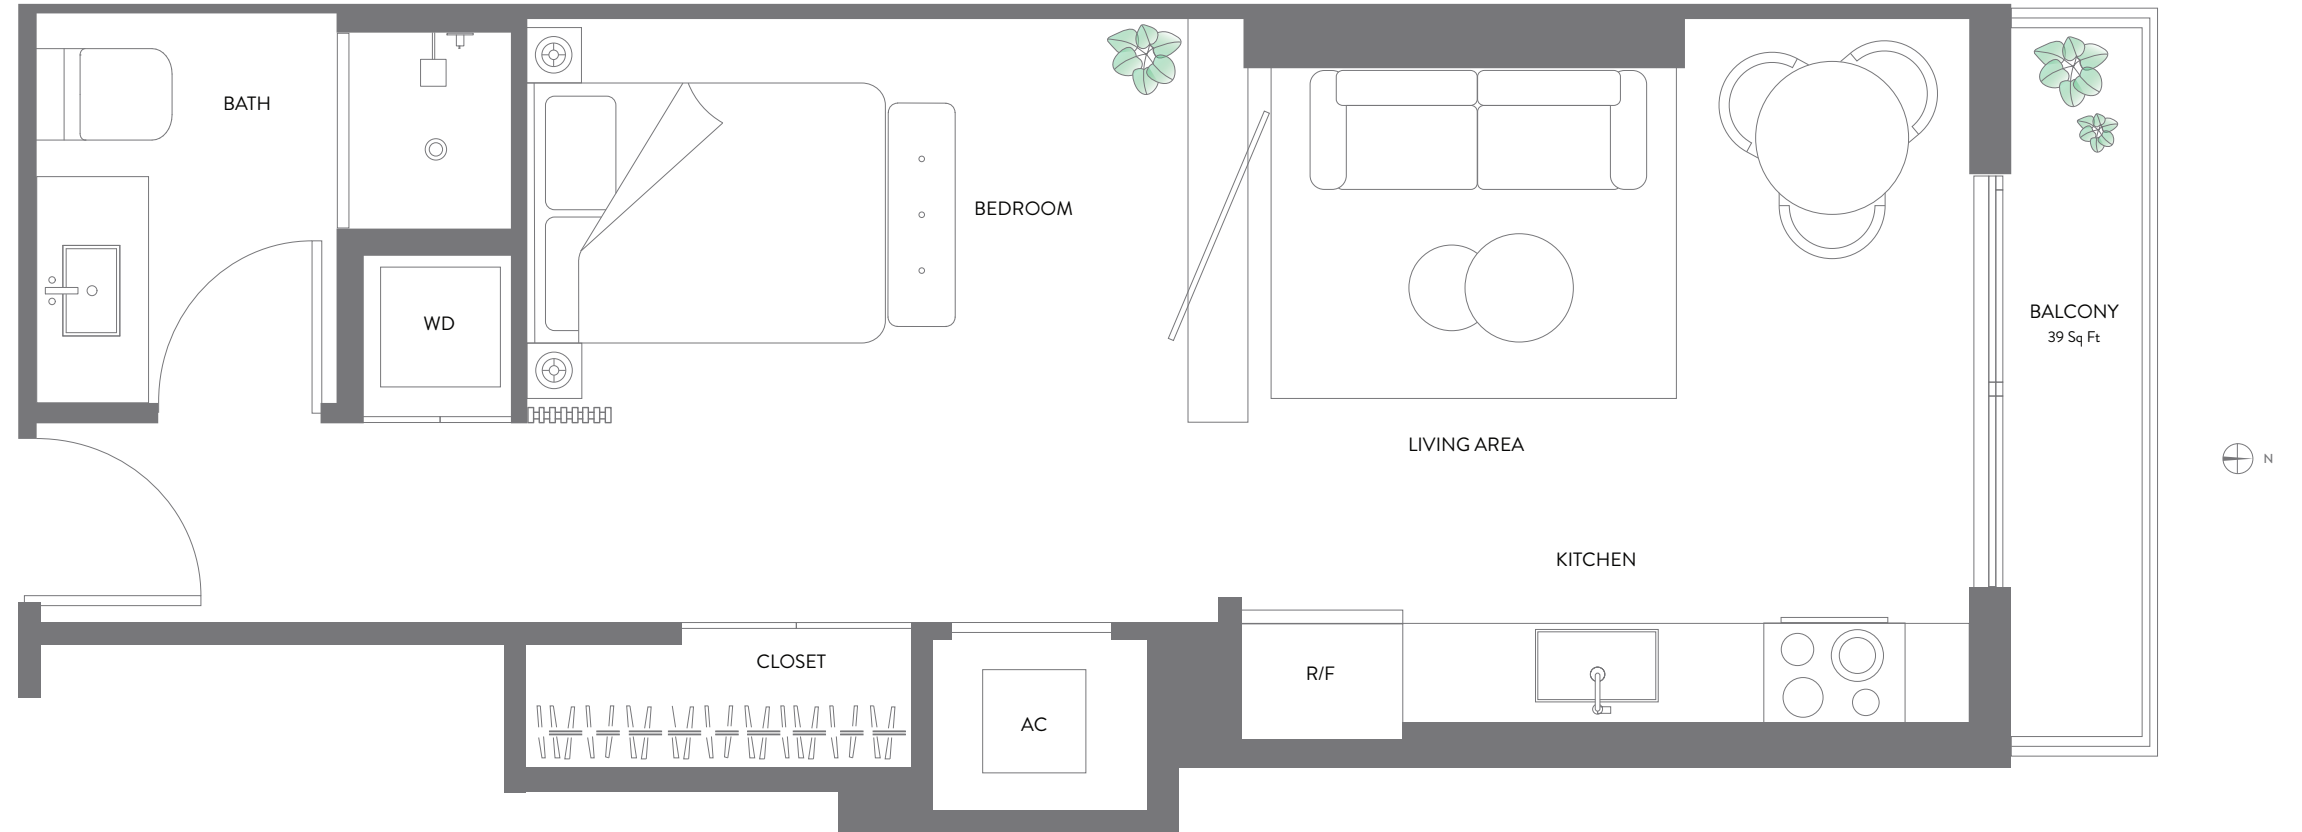 BATH
BEDROOM
WD
BALCONY
39 Sq Ft
LIVING AREA
N
KITCHEN
CLOSET
R/F
AC